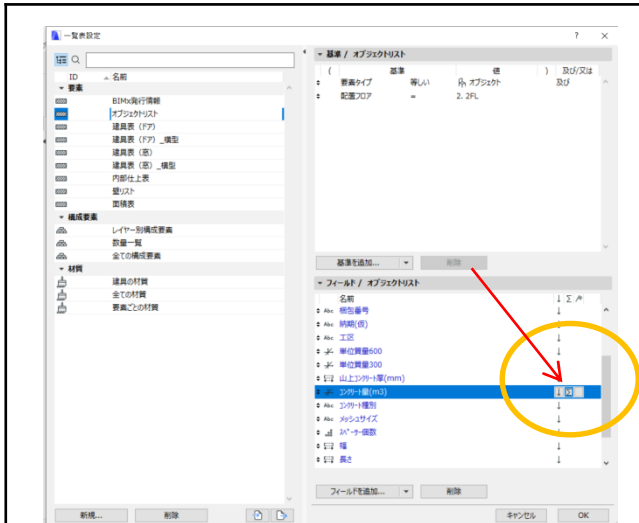 一覧表設定
? ×
ID 名前
要素
BIMx発行情報
オブジェクトリスト
建具表（ドア）
建具表（ドア）_横型
建具表（窓）
建具表（窓）_横型
内部仕上表
壁リスト
面積表
構成要素
レイヤー別構成要素
数量一覧
全ての構成要素
材質
建具の材質
全ての材質
要素ごとの材質
新規... 削除
基準 / オブジェクトリスト
( 基準 値 ) 及び/又は
要素タイプ 等しい オブジェクト 及び
配置フロア = 2. 2FL
基準を追加... 削除
フィールド / オブジェクトリスト
名前 ↓ Σ
Abc 梱包番号 ↓
Abc 納期(仮) ↓
Abc 工区 ↓
単位質量600 ↓
単位質量300 ↓
山上コンクリート厚(mm) ↓
コンクリート量(m3) ↓ Σ
Abc コンクリート種別 ↓
Abc メッシュサイズ ↓
スペーサー個数 ↓
幅 ↓
長さ ↓
フィールドを追加... 削除
キャンセル OK